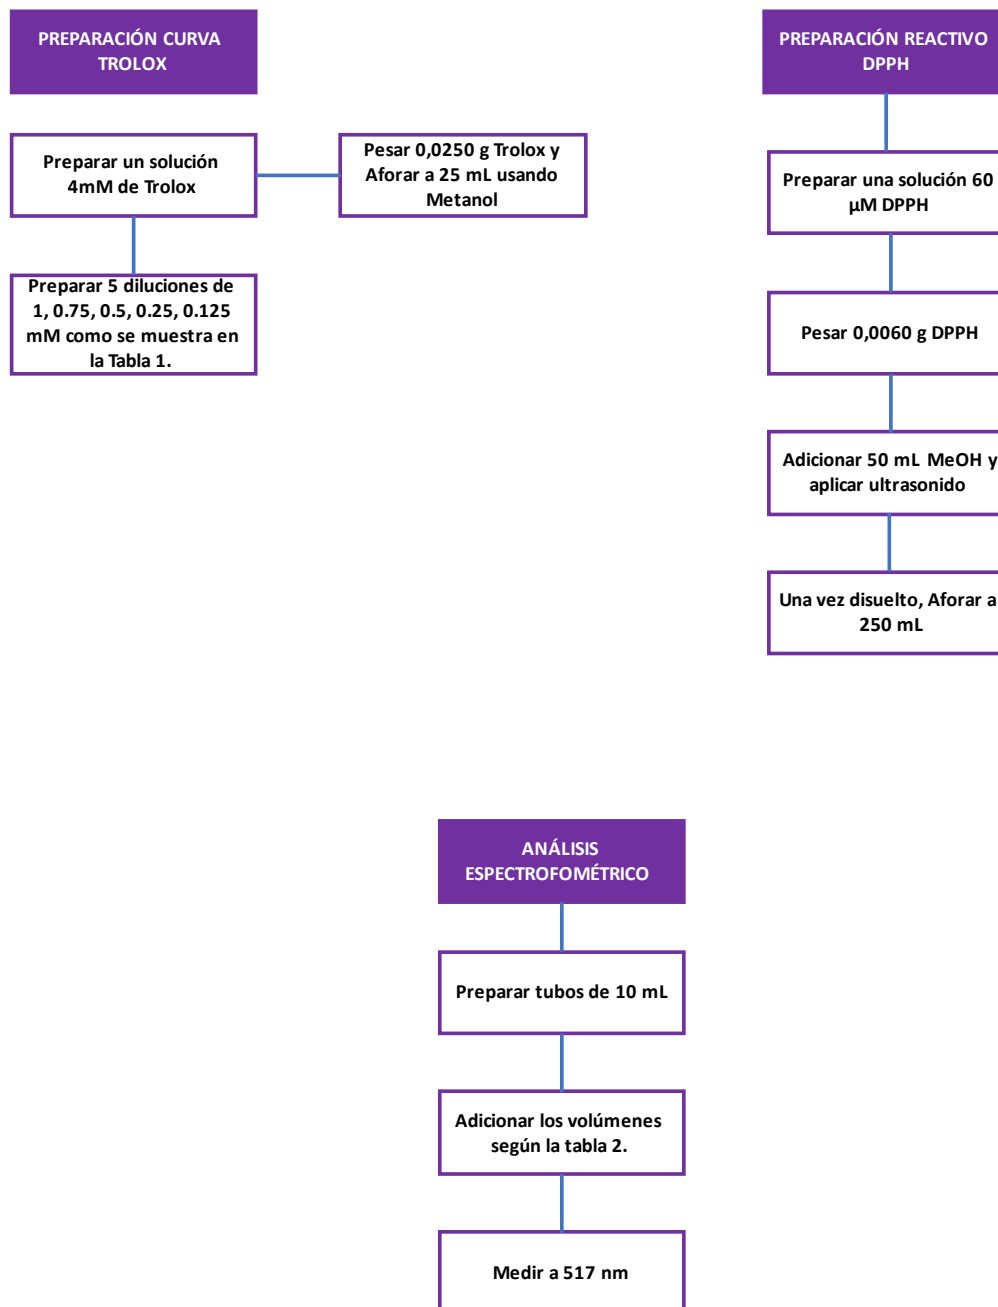 PREPARACIÓN CURVA
TROLOX
Preparar un solución
4mM de Trolox
Pesar 0,0250 g Trolox y
Aforar a 25 mL usando
Metanol
Preparar 5 diluciones de
1, 0.75, 0.5, 0.25, 0.125
mM como se muestra en
la Tabla 1.
PREPARACIÓN REACTIVO
DPPH
Preparar una solución 60
µM DPPH
Pesar 0,0060 g DPPH
Adicionar 50 mL MeOH y
aplicar ultrasonido
Una vez disuelto, Aforar a
250 mL
ANÁLISIS
ESPECTROFOMÉTRICO
Preparar tubos de 10 mL
Adicionar los volúmenes
según la tabla 2.
Medir a 517 nm